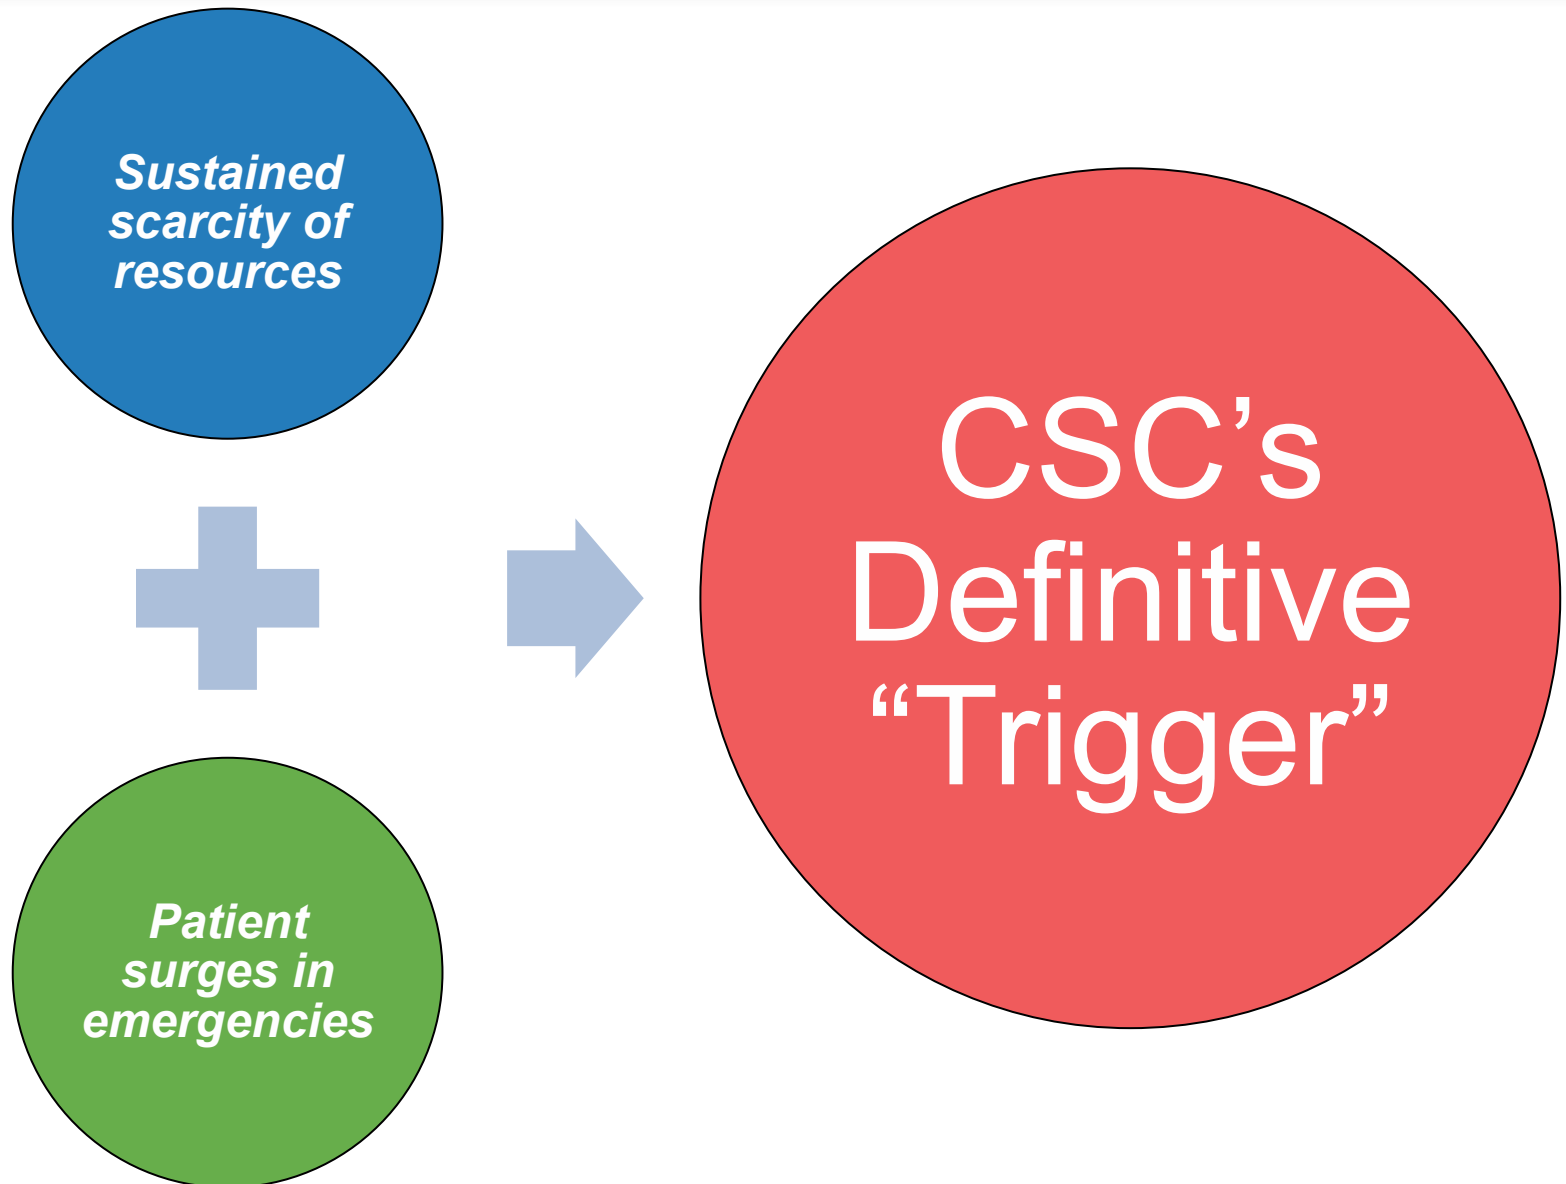 Sustained
scarcity of
resources
Patient
surges in
emergencies
CSC’s
Definitive
“Trigger”